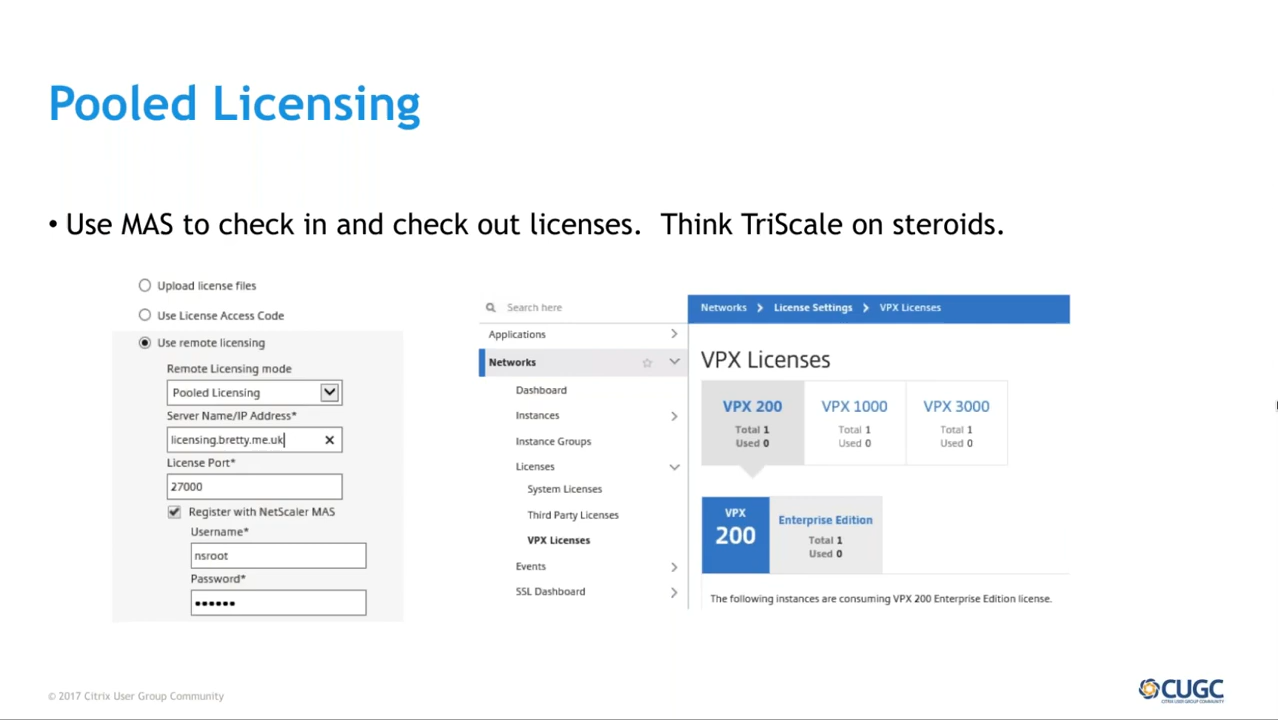 Pooled Licensing
• Use MAS to check in and check out licenses.  Think TriScale on steroids.
Upload license files
Use License Access Code
Use remote licensing
Remote Licensing mode
Pooled Licensing
Server Name/IP Address*
licensing.bretty.me.uk
License Port*
27000
Register with NetScaler MAS
Username*
nsroot
Password*
••••••
Search here
Applications
Networks
Dashboard
Instances
Instance Groups
Licenses
System Licenses
Third Party Licenses
VPX Licenses
Events
SSL Dashboard
Networks > License Settings > VPX Licenses
VPX Licenses
VPX 200
Total 1
Used 0
VPX 1000
Total 1
Used 0
VPX 3000
Total 1
Used 0
VPX
200
Enterprise Edition
Total 1
Used 0
The following instances are consuming VPX 200 Enterprise Edition license.
© 2017 Citrix User Group Community
CUGC
CITRIX USER GROUP COMMUNITY